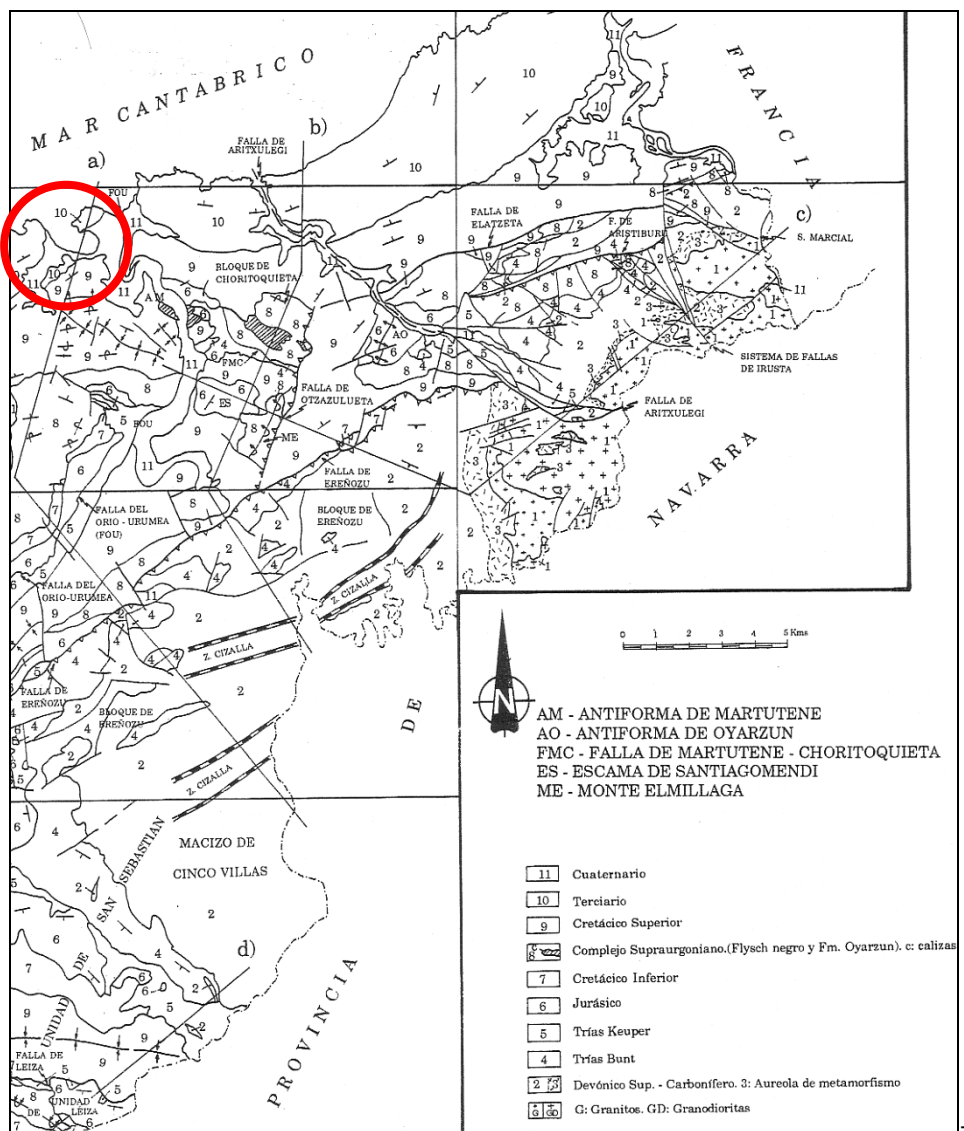 MAR CANTABRICO
FRANCIA
a)
b)
c)
d)
FOU
FALLA DE
ARITXULEGI
FALLA DE
ELATZETA
F. DE
ARISTIBURU
S. MARCIAL
BLOQUE DE
CHORITOQUIETA
AM
AO
FMC
ES
ME
FOU
FALLA DE
OTZAZULUETA
SISTEMA DE FALLAS
DE IRUSTA
FALLA DE
ARITXULEGI
FALLA DE
EREÑOZU
NAVARRA
FALLA DEL
ORIO - URUMEA
(FOU)
BLOQUE DE
EREÑOZU
FALLA DEL
ORIO-URUMEA
Z. CIZALLA
Z. CIZALLA
FALLA DE
EREÑOZU
BLOQUE DE
EREÑOZU
DE
Z. CIZALLA
0 1 2 3 4 5 Kms
N
AM - ANTIFORMA DE MARTUTENE
AO - ANTIFORMA DE OYARZUN
FMC - FALLA DE MARTUTENE - CHORITOQUIETA
ES - ESCAMA DE SANTIAGOMENDI
ME - MONTE ELMILLAGA
MACIZO DE
CINCO VILLAS
UNIDAD DE SAN SEBASTIAN
PROVINCIA
FALLA DE
LEIZA
UNIDAD
DE LEIZA
11 Cuaternario
10 Terciario
9 Cretácico Superior
Complejo Supraurgoniano.(Flysch negro y Fm. Oyarzun). c: calizas
7 Cretácico Inferior
6 Jurásico
5 Trías Keuper
4 Trías Bunt
2 3 Devónico Sup. - Carbonífero. 3: Aureola de metamorfismo
G GD G: Granitos. GD: Granodioritas